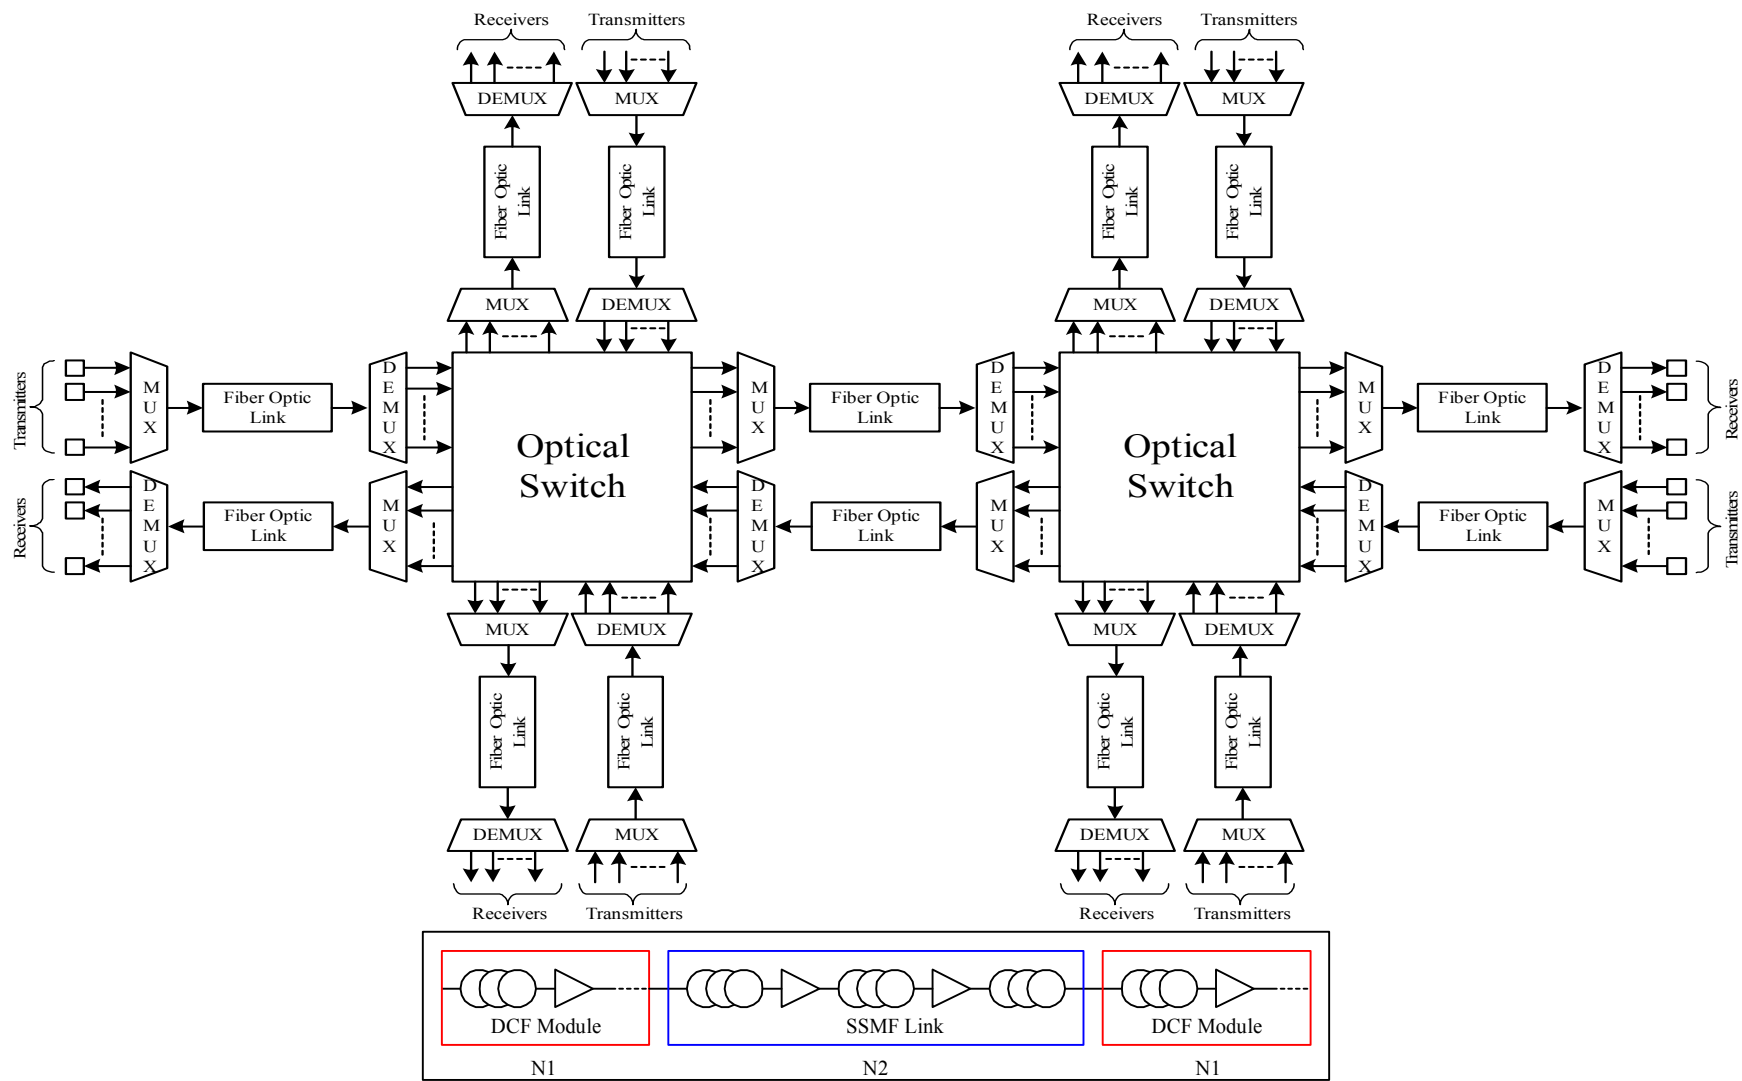 Receivers
Transmitters
Receivers
Transmitters
DEMUX
MUX
DEMUX
MUX
Fiber Optic
Link
Fiber Optic
Link
Fiber Optic
Link
Fiber Optic
Link
MUX
DEMUX
MUX
DEMUX
Transmitters
MUX
Fiber Optic
Link
DEMUX
Optical
Switch
MUX
Fiber Optic
Link
DEMUX
Optical
Switch
MUX
Fiber Optic
Link
DEMUX
Receivers
Receivers
DEMUX
Fiber Optic
Link
MUX
DEMUX
Fiber Optic
Link
MUX
DEMUX
Fiber Optic
Link
MUX
Transmitters
MUX
DEMUX
MUX
DEMUX
Fiber Optic
Link
Fiber Optic
Link
Fiber Optic
Link
Fiber Optic
Link
DEMUX
MUX
DEMUX
MUX
Receivers
Transmitters
Receivers
Transmitters
DCF Module
SSMF Link
DCF Module
N1
N2
N1